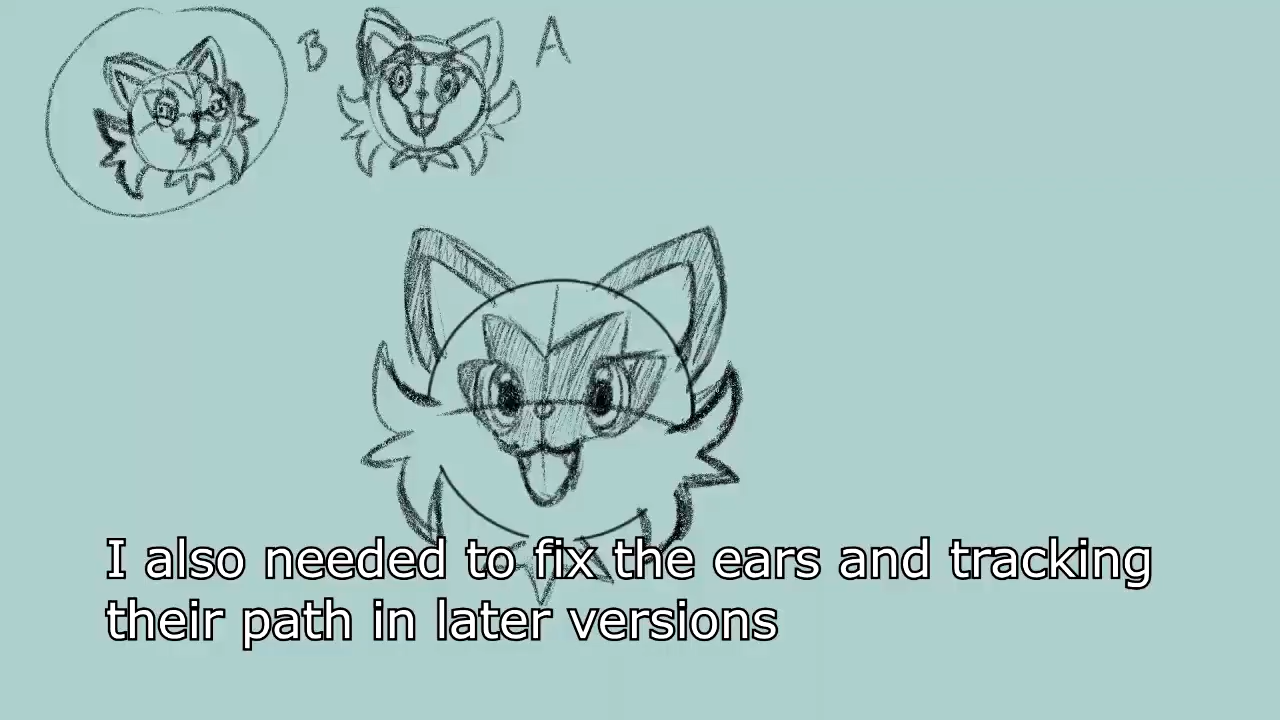 B
A
I also needed to fix the ears and tracking
their path in later versions